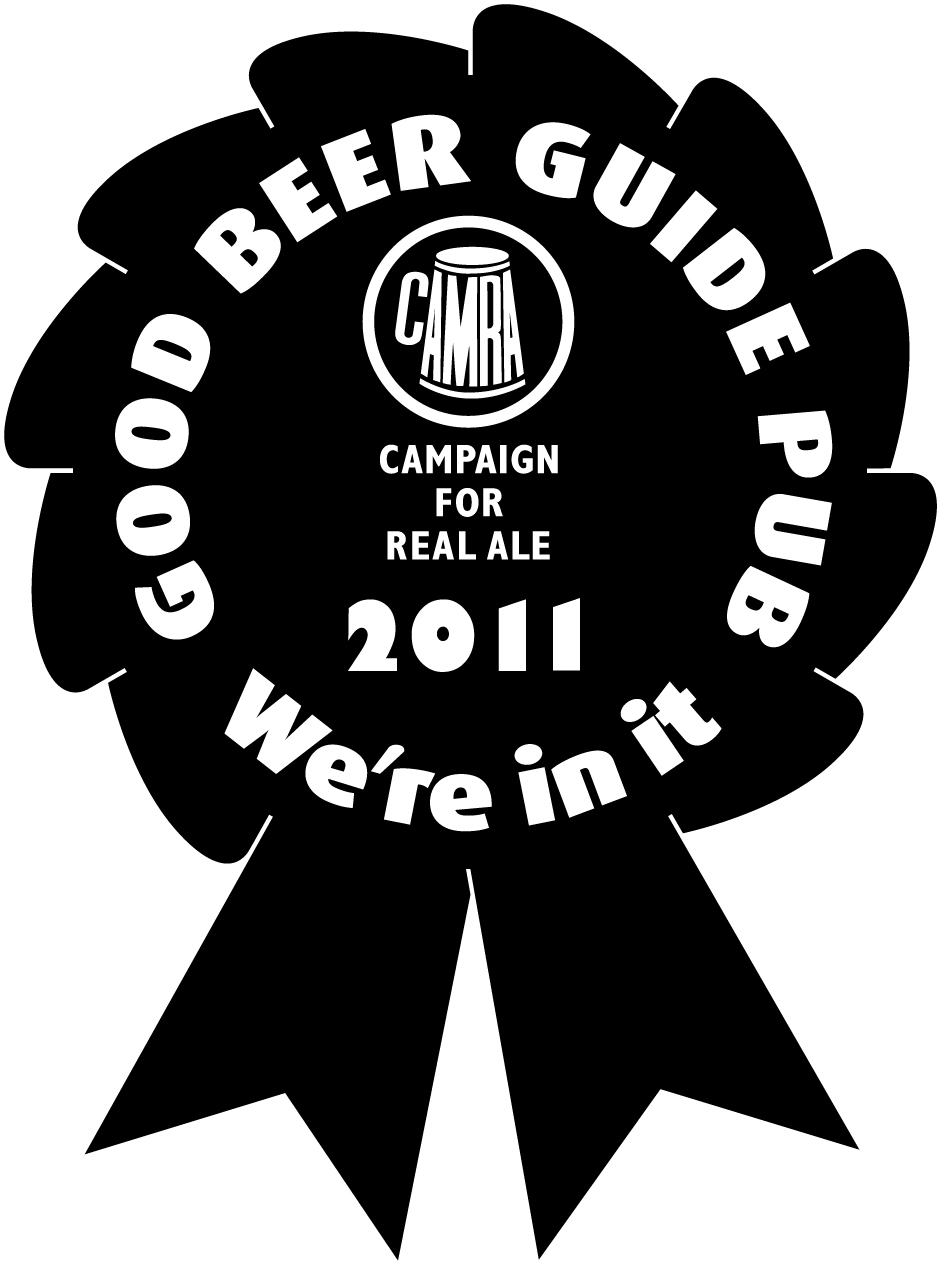 GOOD BEER GUIDE PUB
CAMRA
CAMPAIGN
FOR
REAL ALE
2011
We're in it